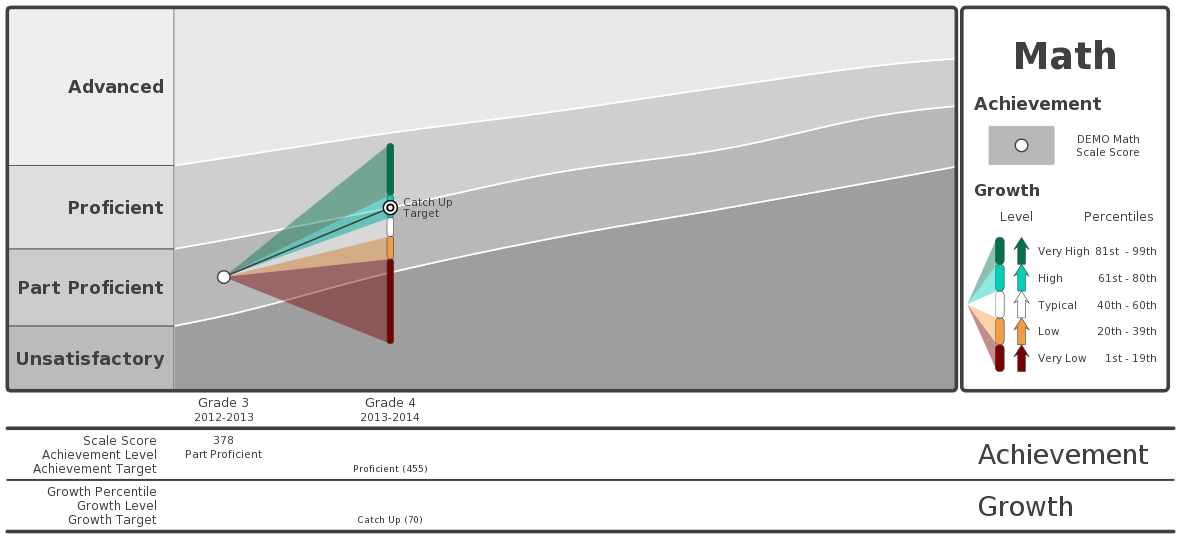 Advanced
Proficient
Part Proficient
Unsatisfactory
Catch Up
Target
Math
Achievement
DEMO Math
Scale Score
Growth
Level Percentiles
Very High 81st - 99th
High 61st - 80th
Typical 40th - 60th
Low 20th - 39th
Very Low 1st - 19th
Grade 3 Grade 4
2012-2013 2013-2014
Scale Score 378
Achievement Level Part Proficient
Achievement Target Proficient (455)
Achievement
Growth Percentile
Growth Level
Growth Target Catch Up (70)
Growth